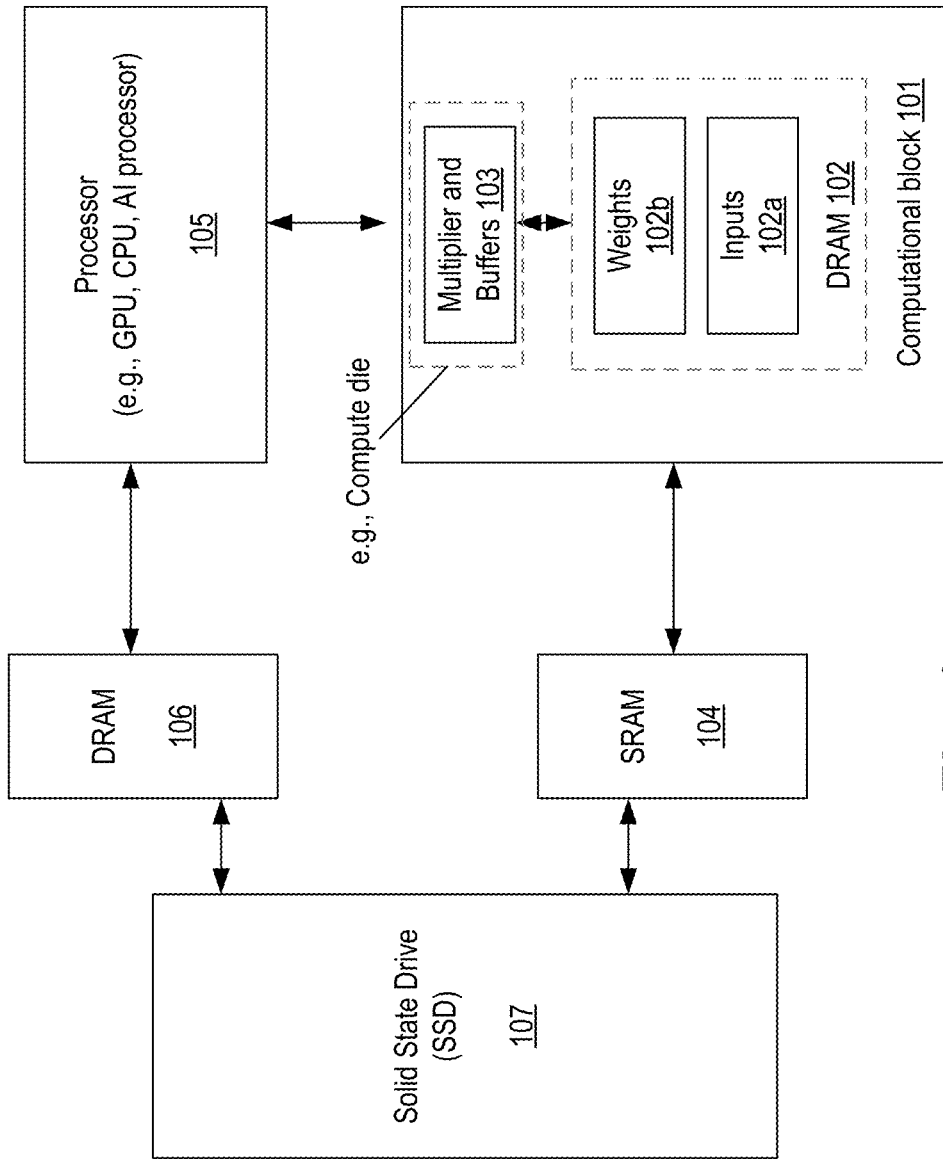 Solid State Drive
(SSD)
107
SRAM
104
DRAM
106
e.g., Compute die
Multiplier and
Buffers 103
Weights
102b
Inputs
102a
DRAM 102
Computational block 101
Processor
(e.g., GPU, CPU, AI processor)
105